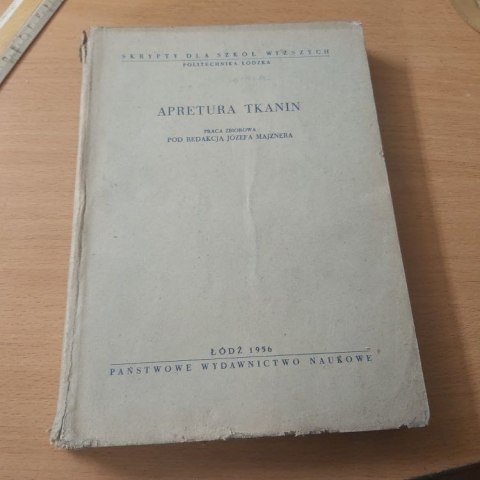 SKRYPTY DLA SZKÓŁ WYŻSZYCH
POLITECHNIKA ŁÓDZKA
APRETURA TKANIN
PRACA ZBIOROWA
POD REDAKCJĄ JÓZEFA MAJZNERA
ŁÓDŹ 1956
PAŃSTWOWE WYDAWNICTWO NAUKOWE